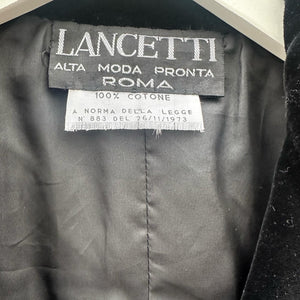 LANCETTI
ALTA MODA PRONTA
ROMA
100% COTONE
A NORMA DELLA LEGGE
N° 883 DEL 26/11/1973